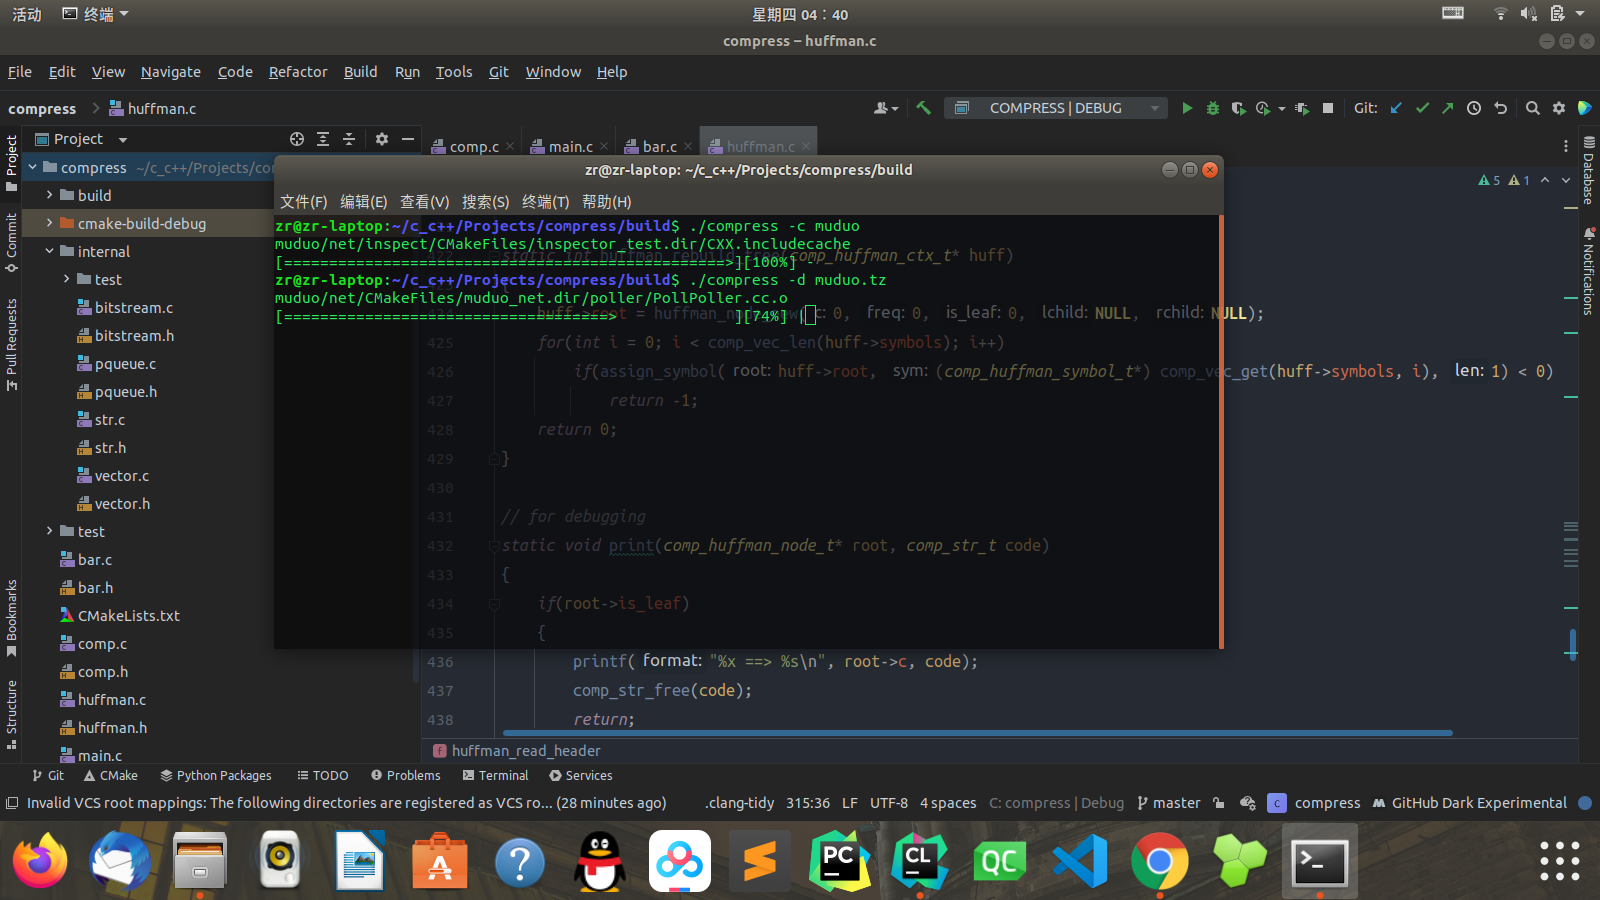 活动 终端 星期四 04：40
compress – huffman.c
File Edit View Navigate Code Refactor Build Run Tools Git Window Help
compress huffman.c COMPRESS | DEBUG Git:
Project comp.c main.c bar.c huffman.c
compress ~/c_c++/Projects/co
build
cmake-build-debug
internal
test
bitstream.c
bitstream.h
pqueue.c
pqueue.h
str.c
str.h
vector.c
vector.h
test
bar.c
bar.h
CMakeLists.txt
comp.c
comp.h
huffman.c
huffman.h
main.c
Project
Commit
Pull Requests
Bookmarks
Structure
zr@zr-laptop: ~/c_c++/Projects/compress/build
文件(F) 编辑(E) 查看(V) 搜索(S) 终端(T) 帮助(H)
zr@zr-laptop:~/c_c++/Projects/compress/build$ ./compress -c muduo
muduo/net/inspect/CMakeFiles/inspector_test.dir/CXX.includecache
[=================================================>][100%] -
zr@zr-laptop:~/c_c++/Projects/compress/build$ ./compress -d muduo.tz
muduo/net/CMakeFiles/muduo_net.dir/poller/PollPoller.cc.o
[====================================>             ][74%] |
comp_huffman_ctx_t* huff)
huff->root = huffman_node_new( c: 0, freq: 0, is_leaf: 0, lchild: NULL, rchild: NULL);
425 for(int i = 0; i < comp_vec_len(huff->symbols); i++)
426 if(assign_symbol( root: huff->root, sym: (comp_huffman_symbol_t*) comp_vec_get(huff->symbols, i), len: 1) < 0)
427 return -1;
428 return 0;
429 }
430
431 // for debugging
432 static void print(comp_huffman_node_t* root, comp_str_t code)
433 {
434 if(root->is_leaf)
435 {
436 printf( format: "%x ==> %s\n", root->c, code);
437 comp_str_free(code);
438 return;
5 1
Database
Notifications
huffman_read_header
Git CMake Python Packages TODO Problems Terminal Services
Invalid VCS root mappings: The following directories are registered as VCS ro... (28 minutes ago) .clang-tidy 315:36 LF UTF-8 4 spaces C: compress | Debug master C compress GitHub Dark Experimental
A ? PC CL QC